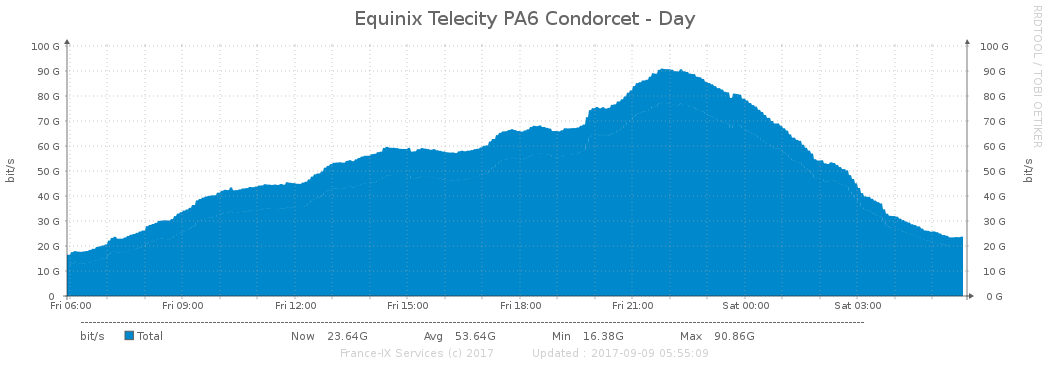 Equinix Telecity PA6 Condorcet - Day
RRDTOOL / TOBI OETIKER
bit/s
bit/s
100 G 100 G
90 G 90 G
80 G 80 G
70 G 70 G
60 G 60 G
50 G 50 G
40 G 40 G
30 G 30 G
20 G 20 G
10 G 10 G
0 0 G
Fri 06:00 Fri 09:00 Fri 12:00 Fri 15:00 Fri 18:00 Fri 21:00 Sat 00:00 Sat 03:00
bit/s Total Now 23.64G Avg 53.64G Min 16.38G Max 90.86G
France-IX Services (c) 2017 Updated : 2017-09-09 05:55:09